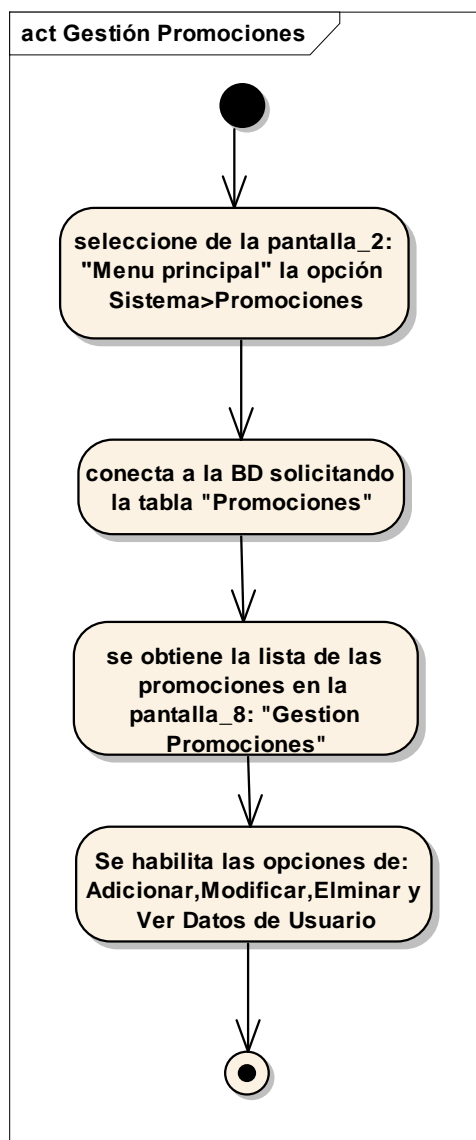 act Gestión Promociones
seleccione de la pantalla_2:
"Menu principal" la opción
Sistema>Promociones
conecta a la BD solicitando
la tabla "Promociones"
se obtiene la lista de las
promociones en la
pantalla_8: "Gestion
Promociones"
Se habilita las opciones de:
Adicionar,Modificar,Elminar y
Ver Datos de Usuario